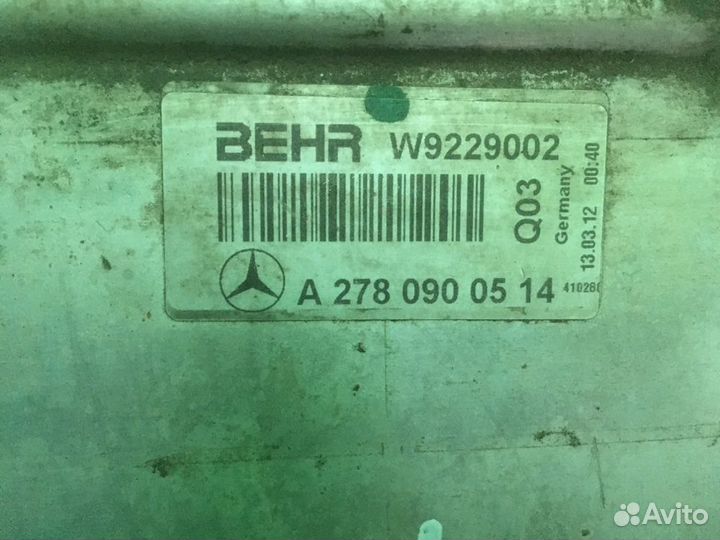 BEHR W9229002
Q03
Germany
13.03.12 00:40
A 278 090 05 14
Avito